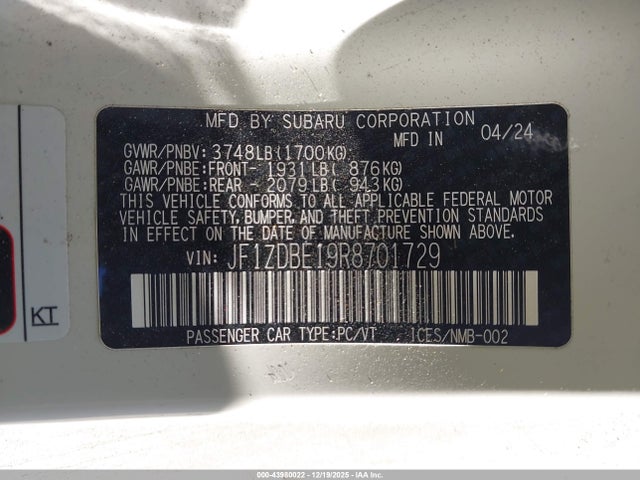 MFD BY SUBARU CORPORATION
MFD IN 04/24
GVWR/PNBV: 3748LB(1700KG)
GAWR/PNBE:FRONT- 1931LB( 876KG)
GAWR/PNBE:REAR - 2079LB( 943KG)
THIS VEHICLE CONFORMS TO ALL APPLICABLE FEDERAL MOTOR
VEHICLE SAFETY, BUMPER, AND THEFT PREVENTION STANDARDS
IN EFFECT ON THE DATE OF MANUFACTURE SHOWN ABOVE.
VIN: JF1ZDBE19R8701729
PASSENGER CAR TYPE:PC/VT ICES/NMB-002
KT
000-43980022 - 12/19/2025 - IAAI.com